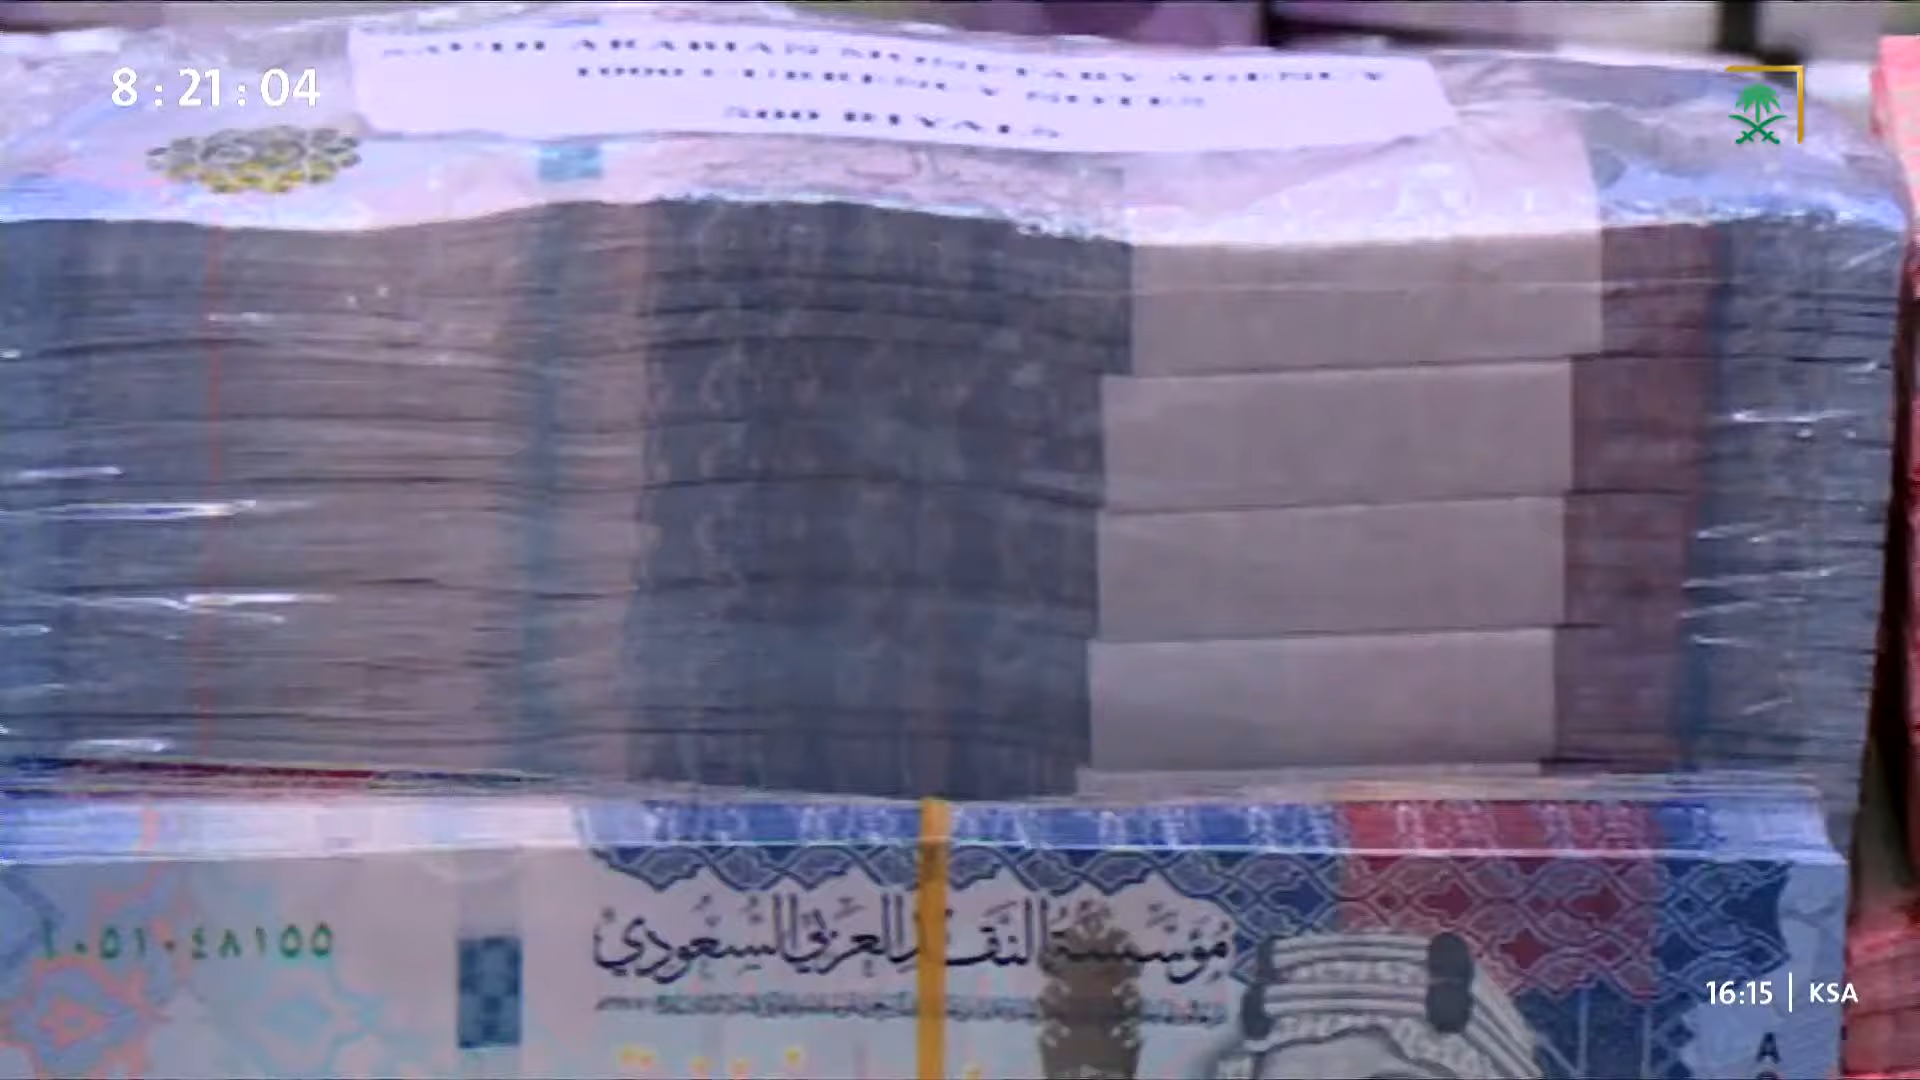 SAUDI ARABIAN MONETARY AGENCY
1000 CURRENCY NOTES
500 RIYALS
8 : 21 : 04
مؤسسة النقد العربي السعودي
١٠٥١٠٤٨١٥٥
16:15 | KSA
A